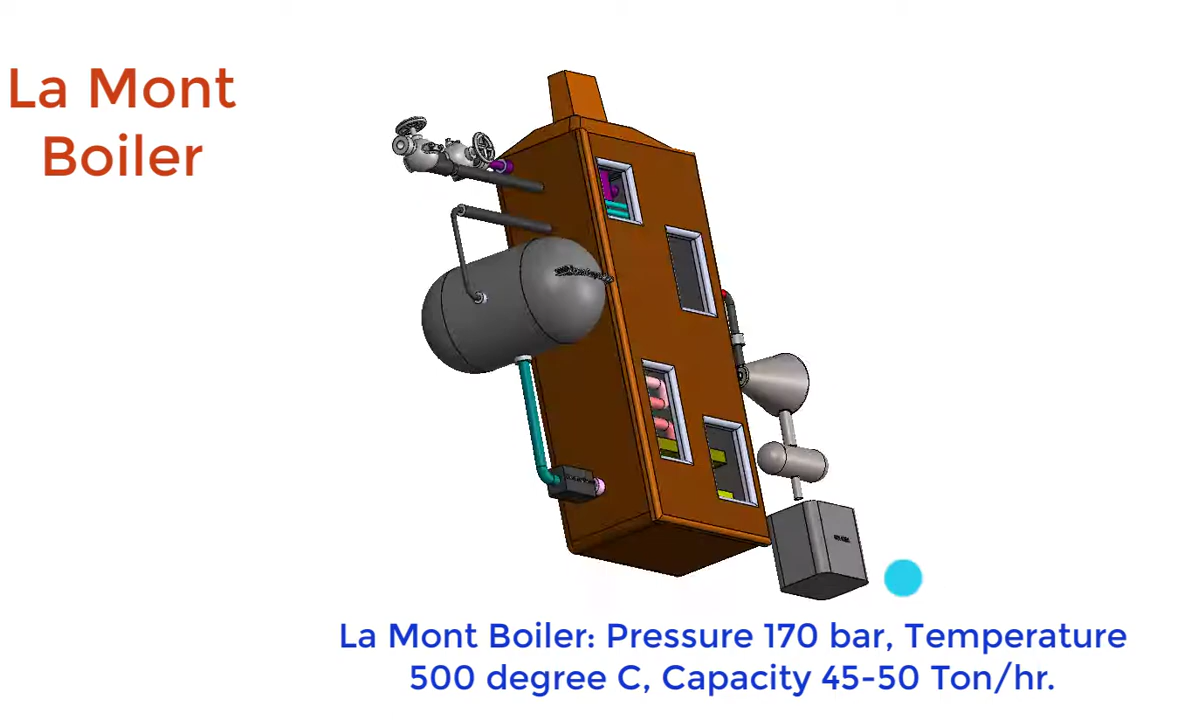 La Mont
Boiler
La Mont Boiler: Pressure 170 bar, Temperature
500 degree C, Capacity 45-50 Ton/hr.